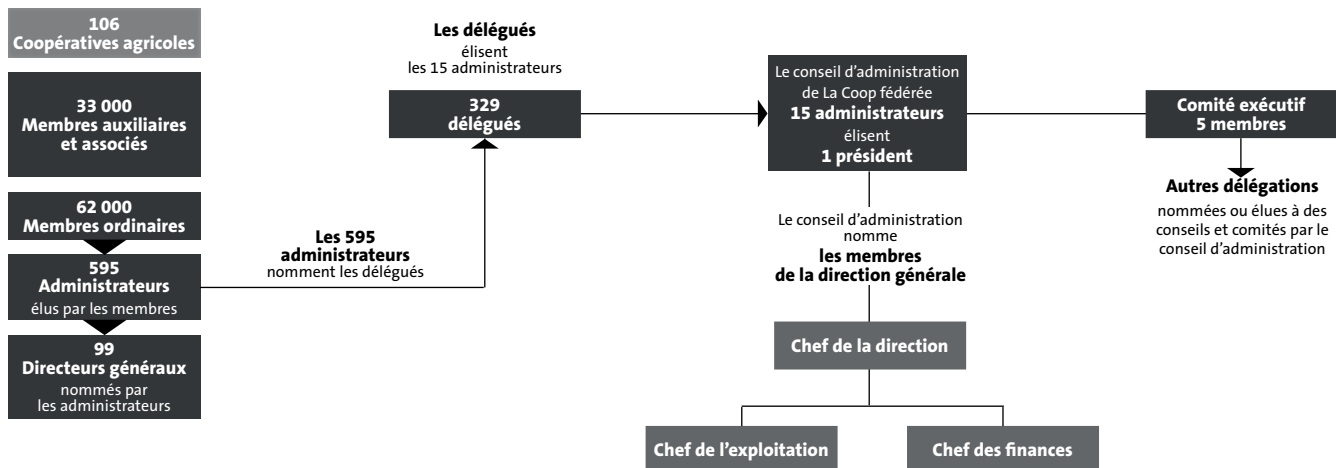 106
Coopératives agricoles
33 000
Membres auxiliaires
et associés
62 000
Membres ordinaires
595
Administrateurs
élus par les membres
99
Directeurs généraux
nommés par
les administrateurs
Les 595
administrateurs
nomment les délégués
Les délégués
élisent
les 15 administrateurs
329
délégués
Le conseil d’administration
de La Coop fédérée
15 administrateurs
élisent
1 président
Le conseil d’administration
nomme
les membres
de la direction générale
Chef de la direction
Chef de l’exploitation
Chef des finances
Comité exécutif
5 membres
Autres délégations
nommées ou élues à des
conseils et comités par le
conseil d’administration